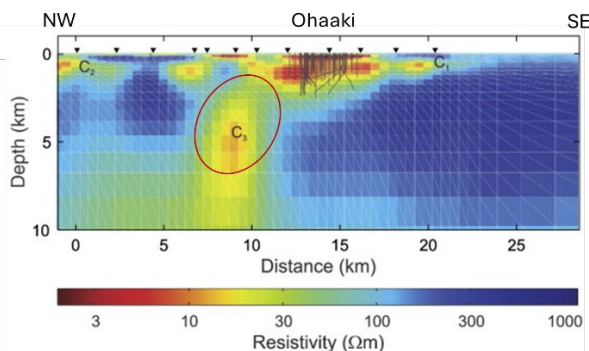 NW Ohaaki SE
0
C2
C1
C3
5
10
Depth (km)
0 5 10 15 20 25
Distance (km)
3 10 30 100 300 1000
Resistivity (Ωm)